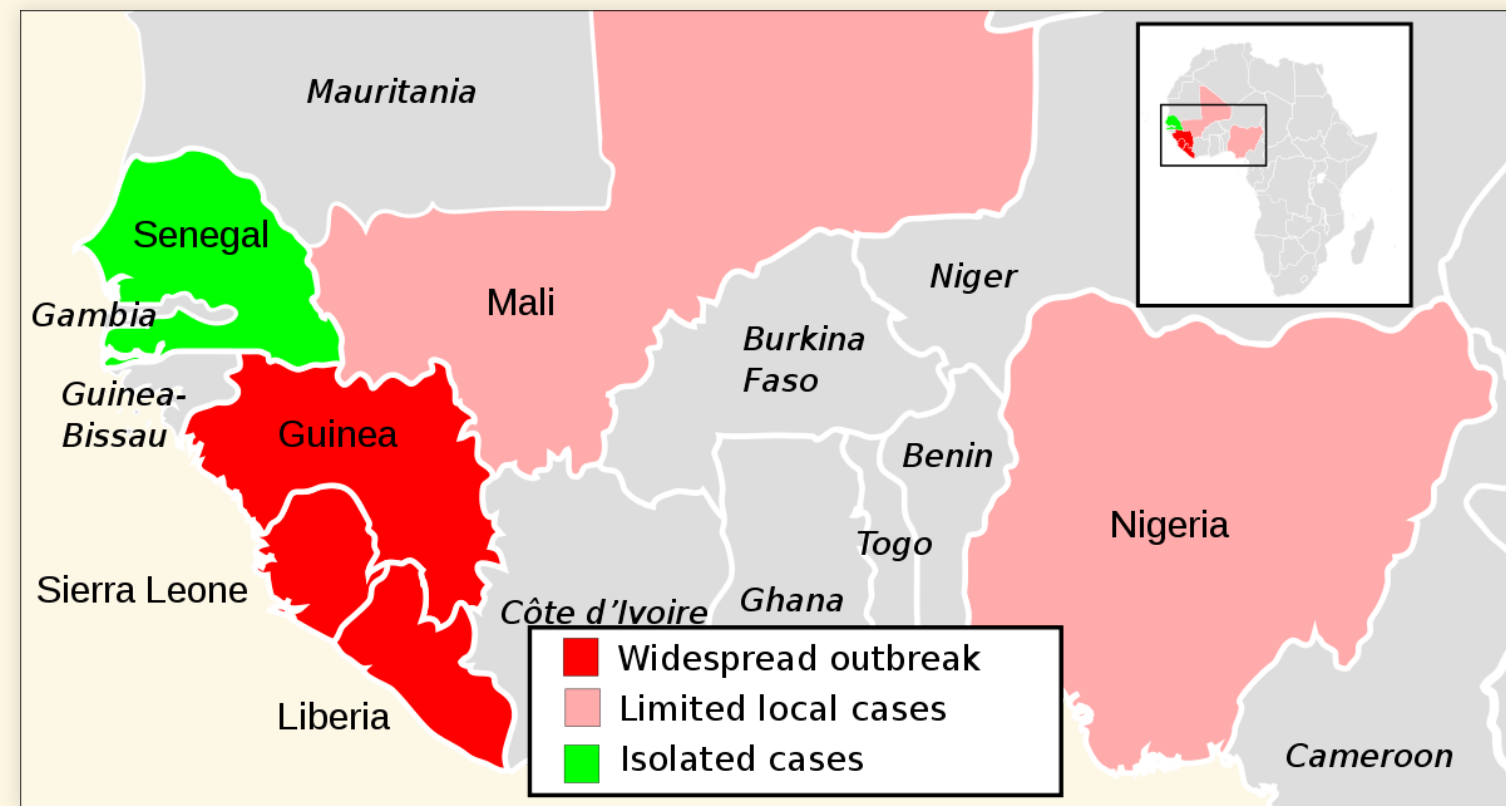 Mauritania
Senegal
Gambia
Mali
Niger
Burkina
Faso
Guinea-
Bissau
Guinea
Benin
Nigeria
Togo
Sierra Leone
Ghana
Côte d’Ivoire
Liberia
Cameroon
Widespread outbreak
Limited local cases
Isolated cases